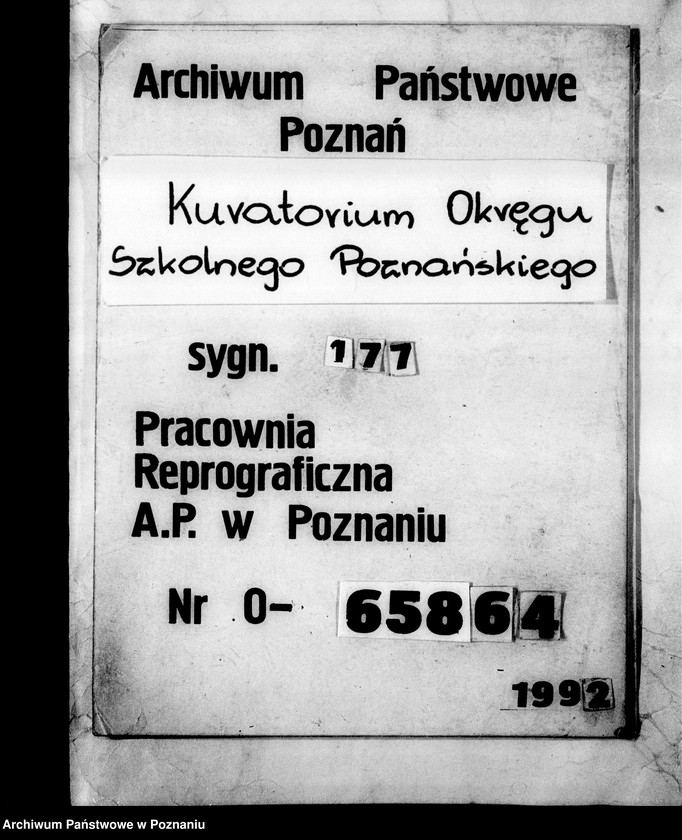 Archiwum Państwowe
Poznań
Kuratorium Okręgu
Szkolnego Poznańskiego
sygn. 177
Pracownia
Reprograficzna
A.P. w Poznaniu
Nr 0- 65864
1992
Archiwum Państwowe w Poznaniu